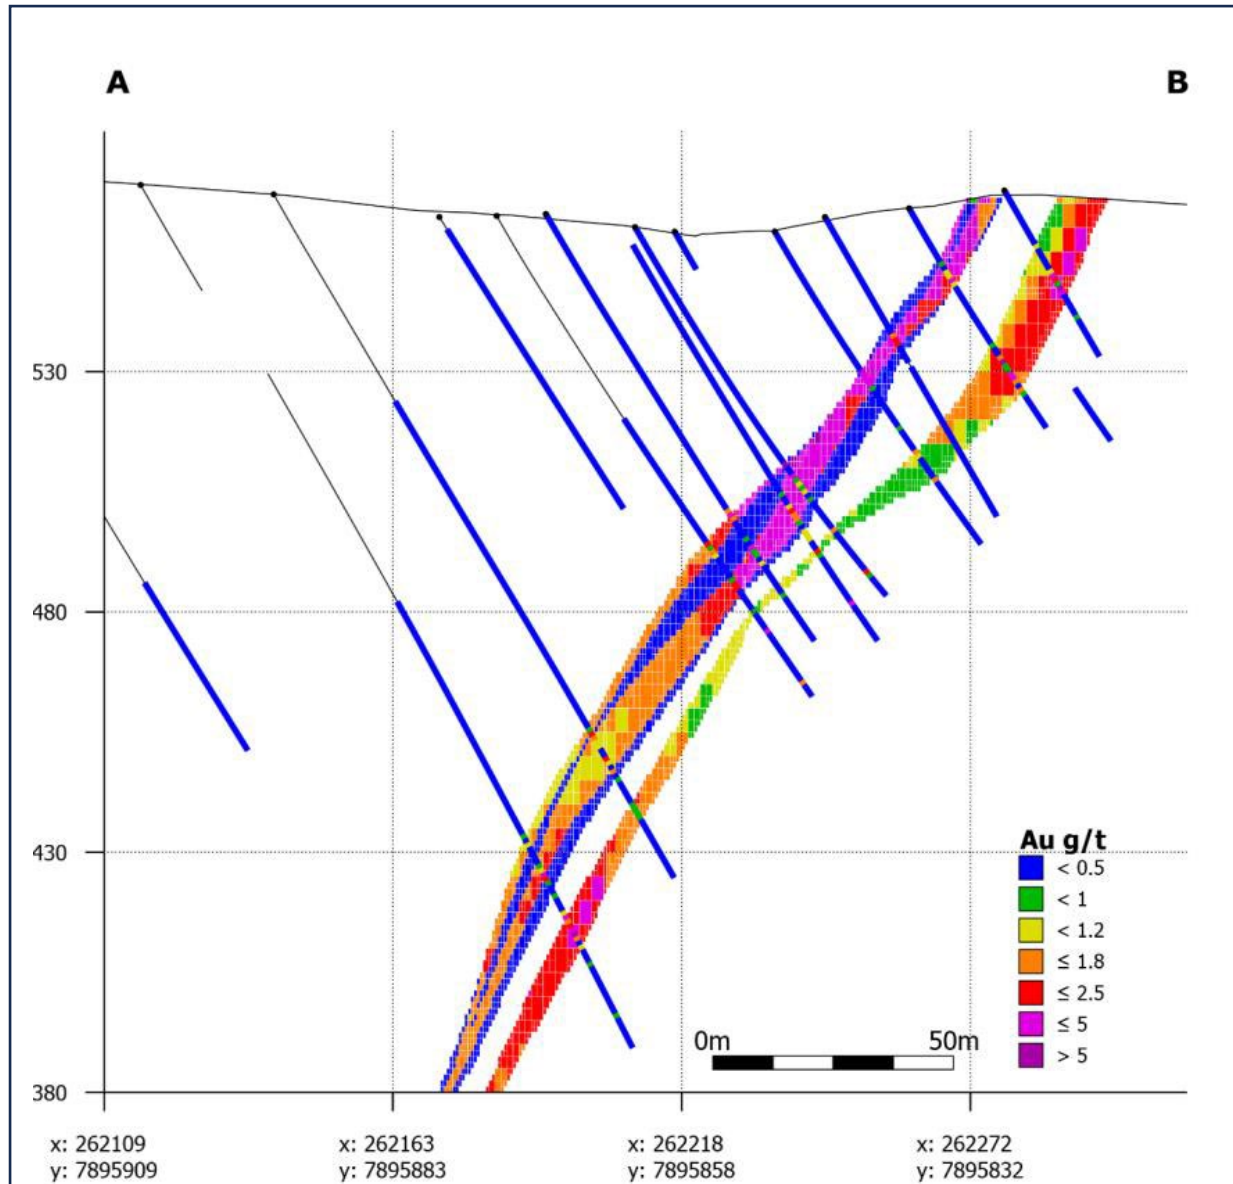 A
B
530
480
430
380
Au g/t
< 0.5
< 1
< 1.2
≤ 1.8
≤ 2.5
≤ 5
> 5
0m 50m
x: 262109 x: 262163 x: 262218 x: 262272
y: 7895909 y: 7895883 y: 7895858 y: 7895832